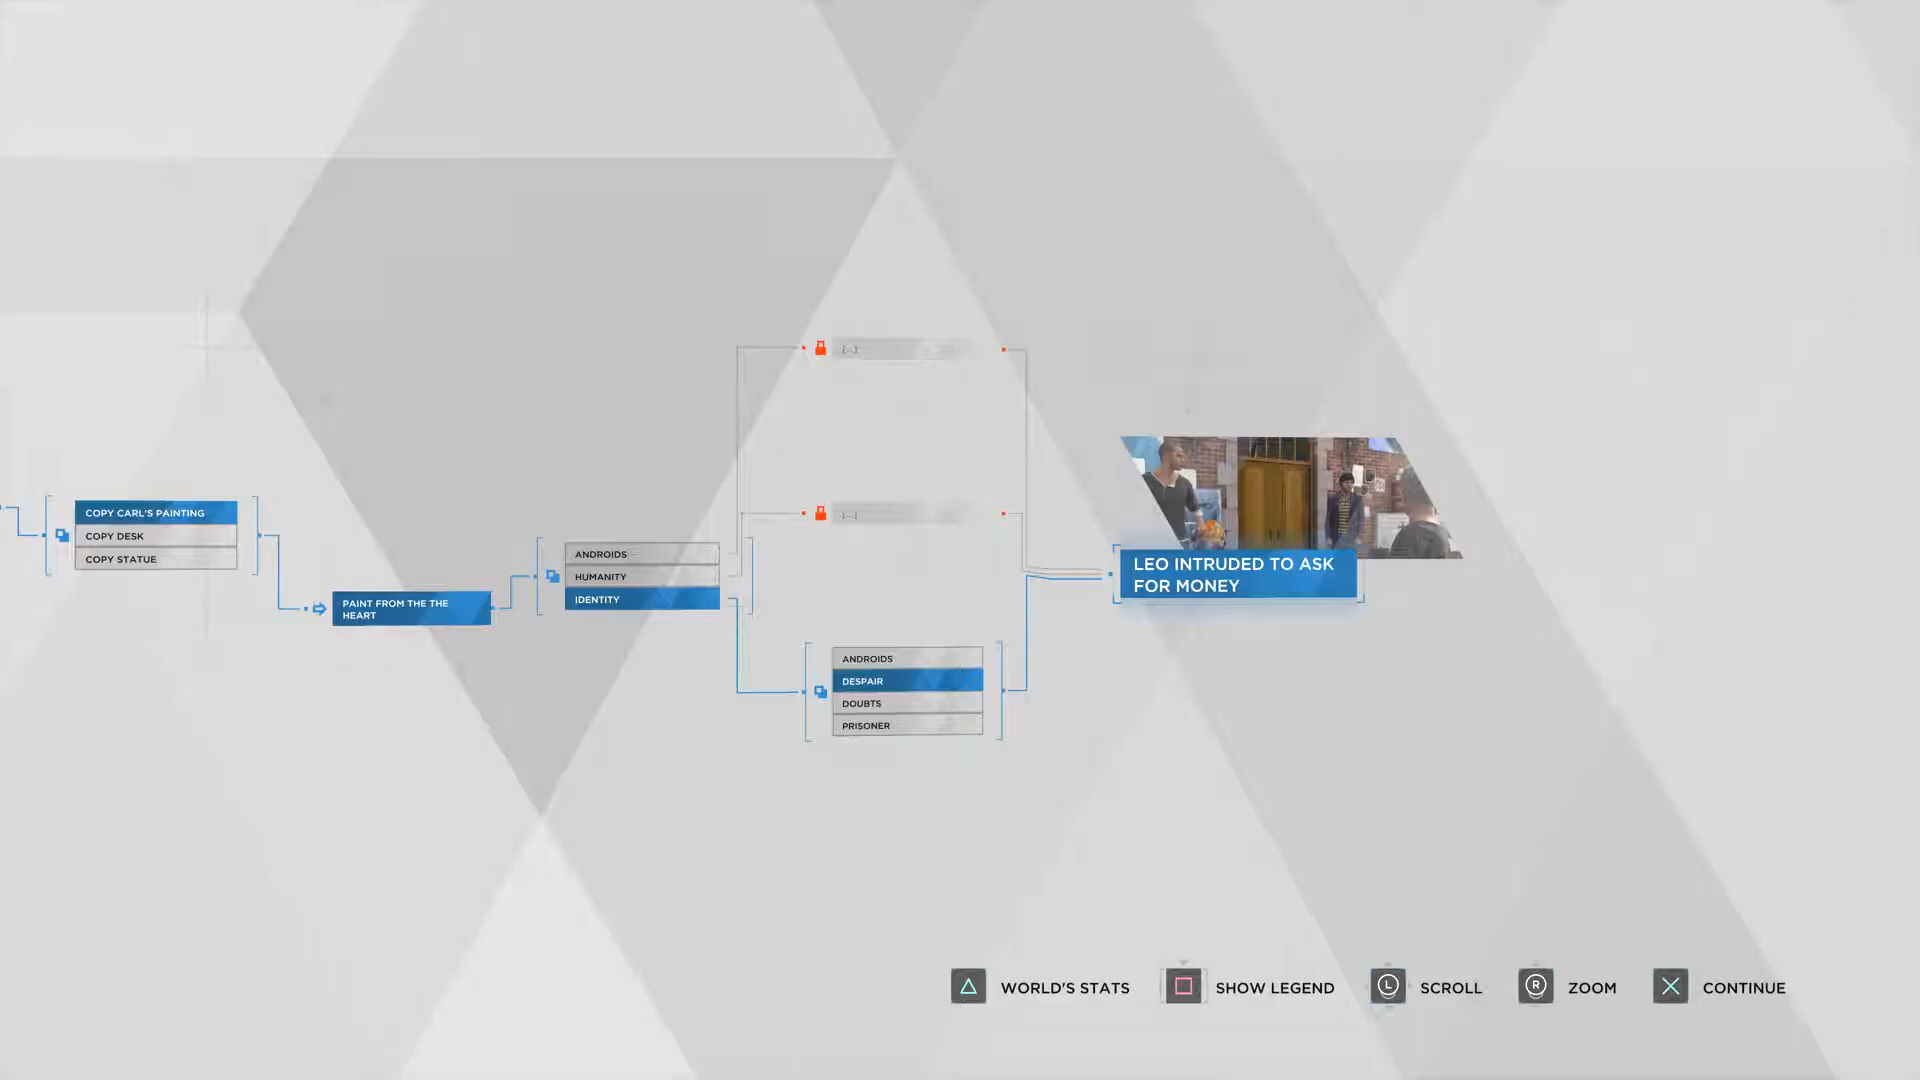 COPY CARL'S PAINTING
COPY DESK
COPY STATUE
PAINT FROM THE THE
HEART
ANDROIDS
HUMANITY
IDENTITY
ANDROIDS
DESPAIR
DOUBTS
PRISONER
LEO INTRUDED TO ASK
FOR MONEY
WORLD'S STATS
SHOW LEGEND
L
SCROLL
R
ZOOM
CONTINUE